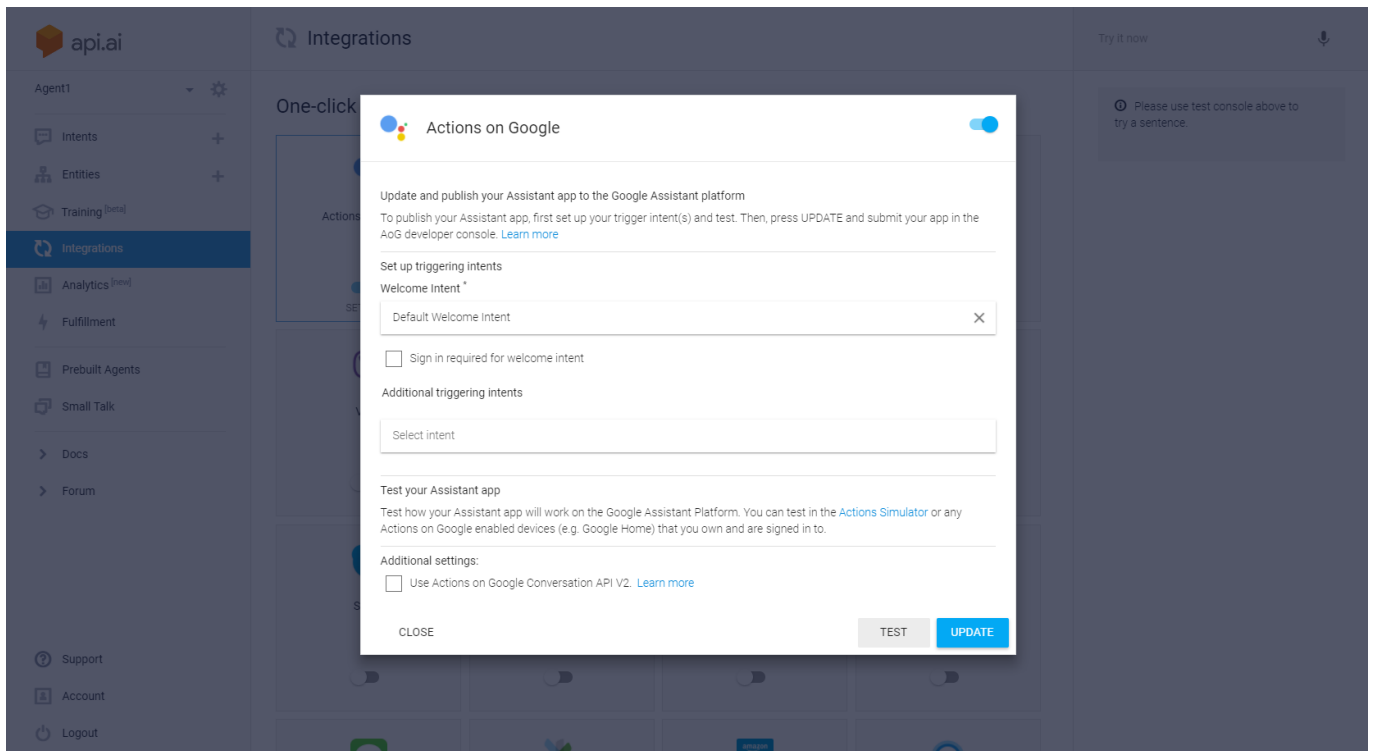 api.ai
Integrations
Try it now
Agent1
One-click
Please use test console above to
try a sentence.
Intents
Entities
Training [beta]
Integrations
Analytics [new]
Fulfillment
Prebuilt Agents
Small Talk
Docs
Forum
Support
Account
Logout
Actions
SE
V
S
Actions on Google
Update and publish your Assistant app to the Google Assistant platform
To publish your Assistant app, first set up your trigger intent(s) and test. Then, press UPDATE and submit your app in the
AoG developer console. Learn more
Set up triggering intents
Welcome Intent *
Default Welcome Intent
Sign in required for welcome intent
Additional triggering intents
Select intent
Test your Assistant app
Test how your Assistant app will work on the Google Assistant Platform. You can test in the Actions Simulator or any
Actions on Google enabled devices (e.g. Google Home) that you own and are signed in to.
Additional settings:
Use Actions on Google Conversation API V2. Learn more
CLOSE
TEST
UPDATE
amazon